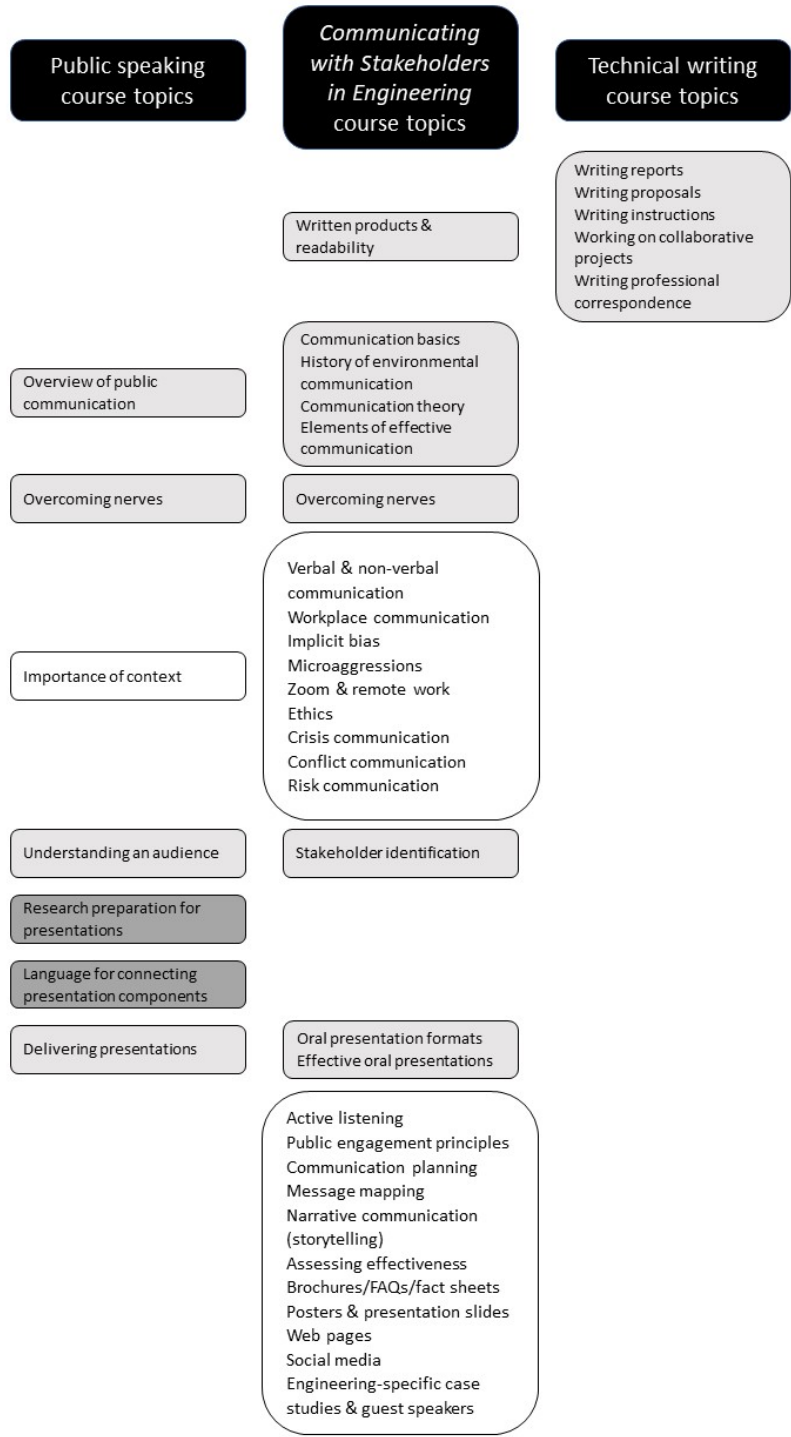 Public speaking
course topics
Communicating
with Stakeholders
in Engineering
course topics
Technical writing
course topics
Writing reports
Writing proposals
Writing instructions
Working on collaborative
projects
Writing professional
correspondence
Written products &
readability
Communication basics
History of environmental
communication
Communication theory
Elements of effective
communication
Overview of public
communication
Overcoming nerves
Overcoming nerves
Verbal & non-verbal
communication
Workplace communication
Implicit bias
Microaggressions
Zoom & remote work
Ethics
Crisis communication
Conflict communication
Risk communication
Importance of context
Understanding an audience
Stakeholder identification
Research preparation for
presentations
Language for connecting
presentation components
Delivering presentations
Oral presentation formats
Effective oral presentations
Active listening
Public engagement principles
Communication planning
Message mapping
Narrative communication
(storytelling)
Assessing effectiveness
Brochures/FAQs/fact sheets
Posters & presentation slides
Web pages
Social media
Engineering-specific case
studies & guest speakers